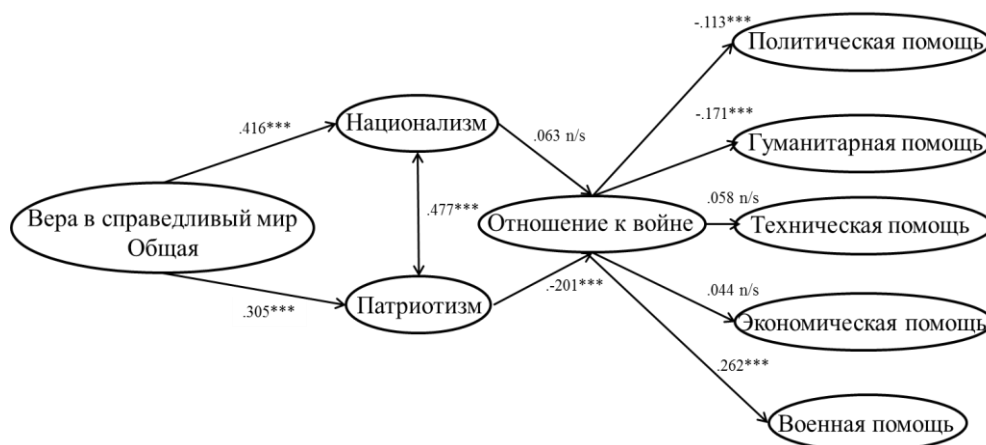 -.113***
Политическая помощь
Национализм
.416***
.063 n/s
-.171***
Гуманитарная помощь
Вера в справедливый мир
Общая
.477***
Отношение к войне
.058 n/s
Техническая помощь
.305***
Патриотизм
.-201***
.044 n/s
Экономическая помощь
.262***
Военная помощь